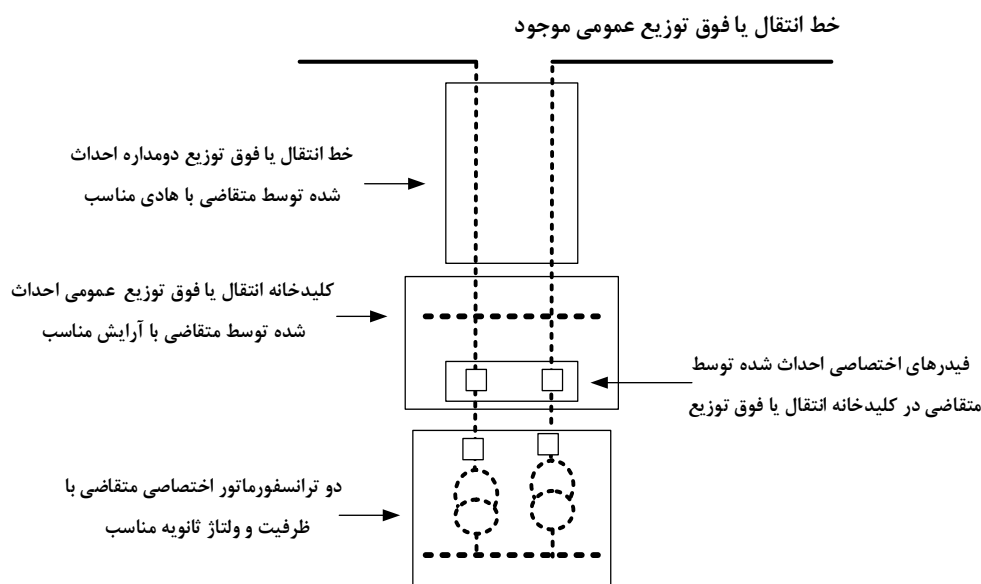 خط انتقال یا فوق توزیع عمومی موجود
خط انتقال یا فوق توزیع دومداره احداث
شده توسط متقاضی با هادی مناسب
کلیدخانه انتقال یا فوق توزیع عمومی احداث
شده توسط متقاضی با آرایش مناسب
فیدرهای اختصاصی احداث شده توسط
متقاضی در کلیدخانه انتقال یا فوق توزیع
دو ترانسفورماتور اختصاصی متقاضی با
ظرفیت و ولتاژ ثانویه مناسب